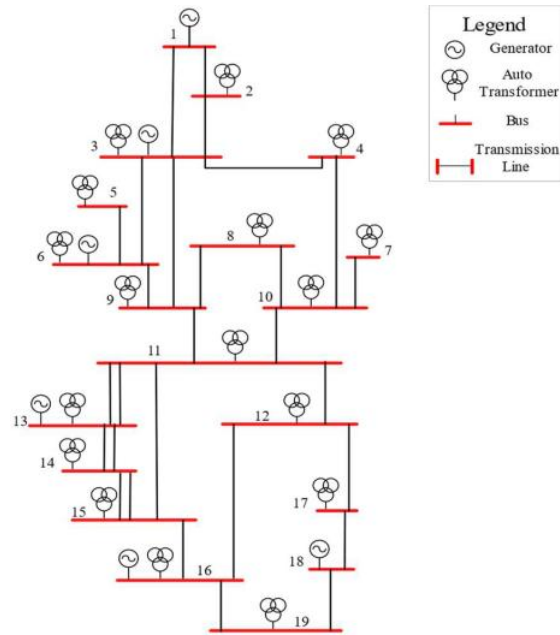 Legend
Generator
Auto
Transformer
Bus
Transmission
Line
1
2
3
4
5
6
7
8
9
10
11
12
13
14
15
16
17
18
19